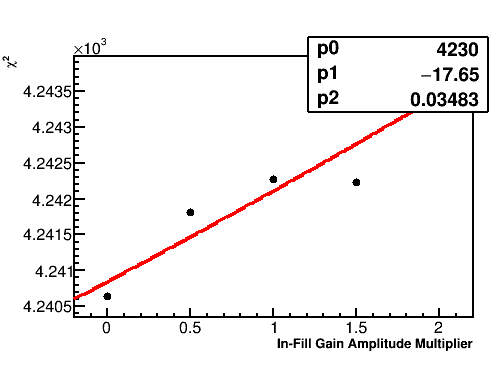 ×10³
χ²
p0 4230
p1 −17.65
p2 0.03483
4.2435
4.243
4.2425
4.242
4.2415
4.241
4.2405
0 0.5 1 1.5 2
In-Fill Gain Amplitude Multiplier